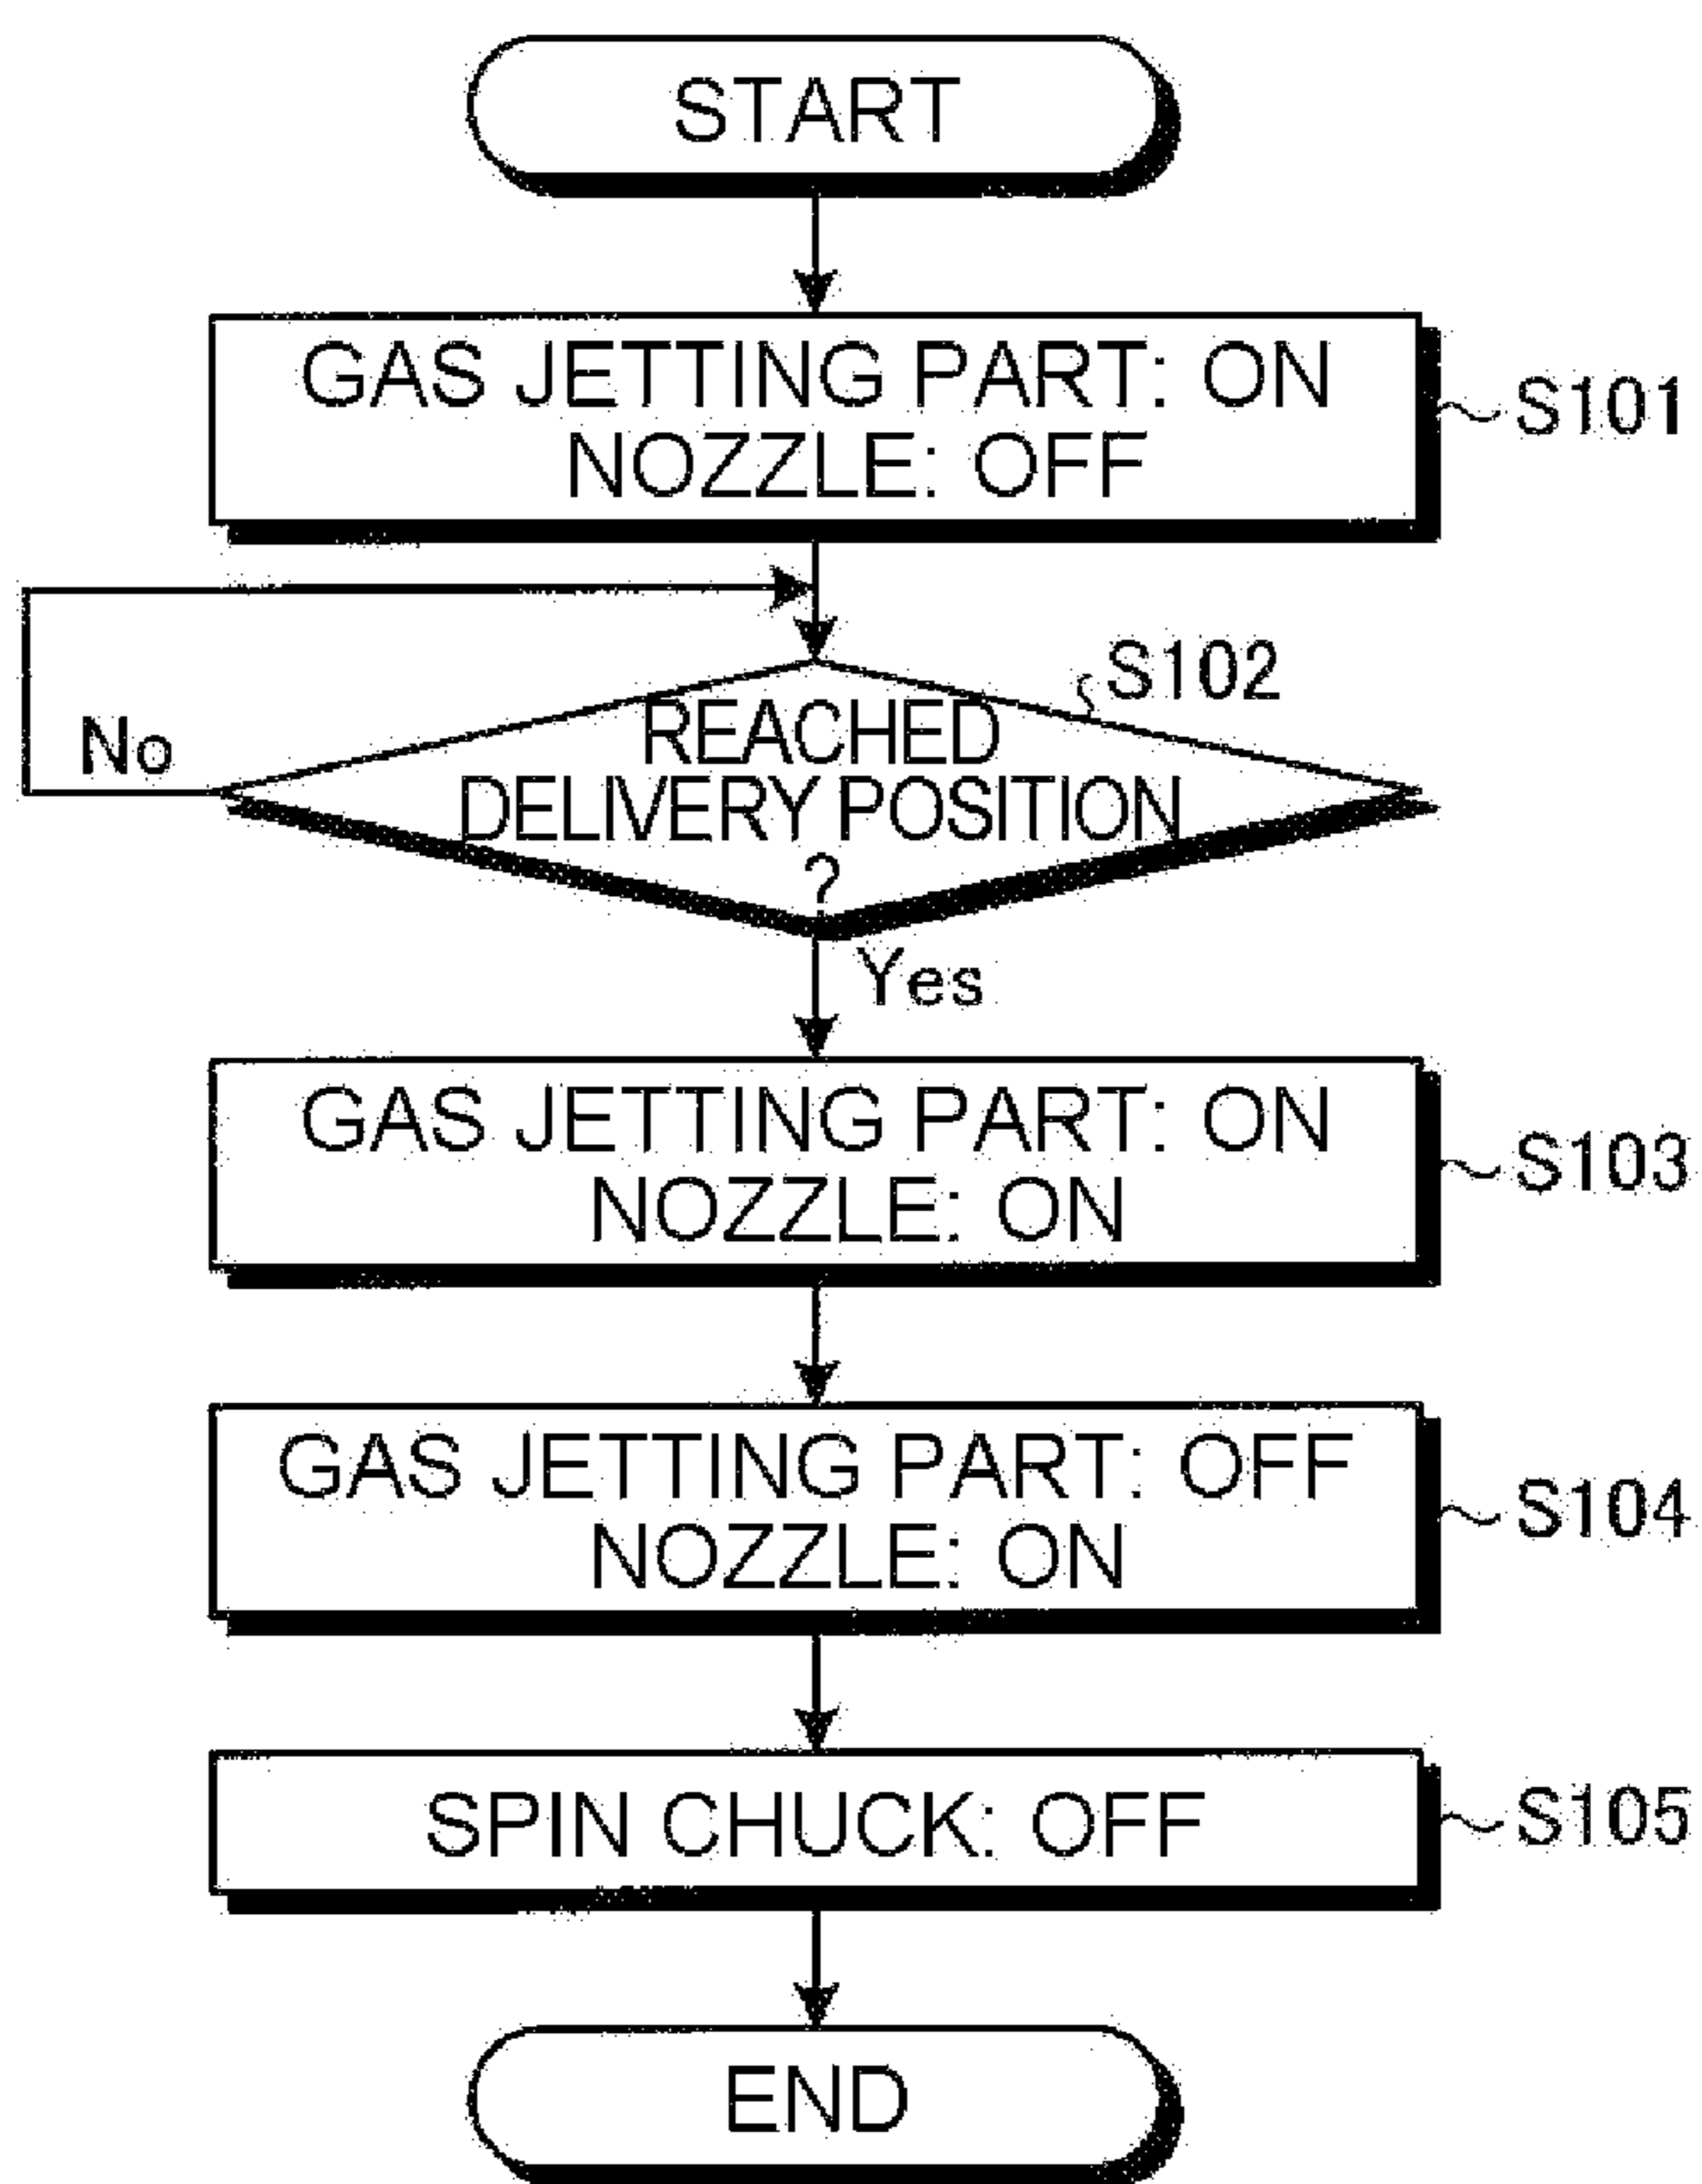 START
GAS JETTING PART: ON
NOZZLE: OFF
S101
S102
REACHED
DELIVERY POSITION
?
No
Yes
GAS JETTING PART: ON
NOZZLE: ON
S103
GAS JETTING PART: OFF
NOZZLE: ON
S104
SPIN CHUCK: OFF
S105
END